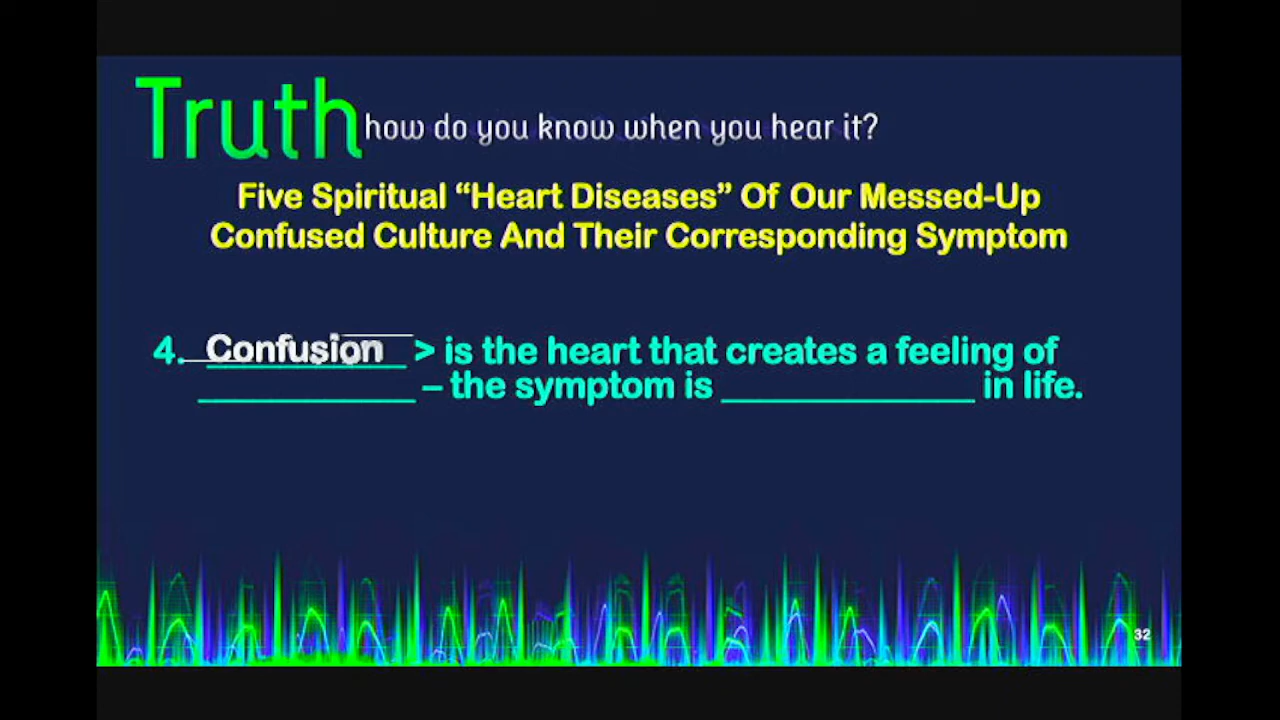 Truth how do you know when you hear it?
Five Spiritual “Heart Diseases” Of Our Messed-Up
Confused Culture And Their Corresponding Symptom
4. Confusion > is the heart that creates a feeling of
____________ – the symptom is ______________ in life.
32